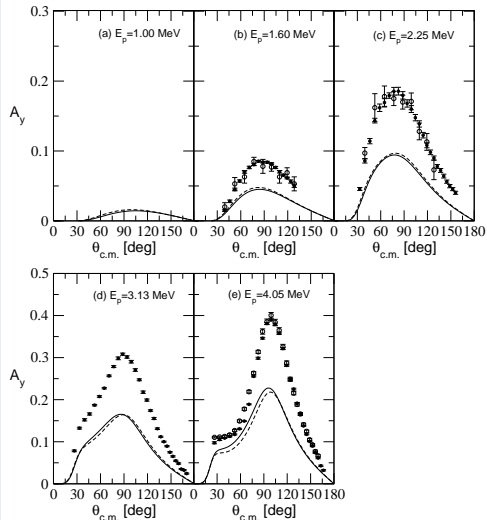 0.3
(a) E_p=1.00 MeV
(b) E_p=1.60 MeV
(c) E_p=2.25 MeV
0.2
A_y
0.1
0
0 30 60 90 120 150 0 30 60 90 120 150 0 30 60 90 120 150 180
θ_c.m. [deg] θ_c.m. [deg] θ_c.m. [deg]
0.5
(d) E_p=3.13 MeV
(e) E_p=4.05 MeV
0.4
A_y
0.3
0.2
0.1
0
0 30 60 90 120 150 0 30 60 90 120 150 180
θ_c.m. [deg] θ_c.m. [deg]